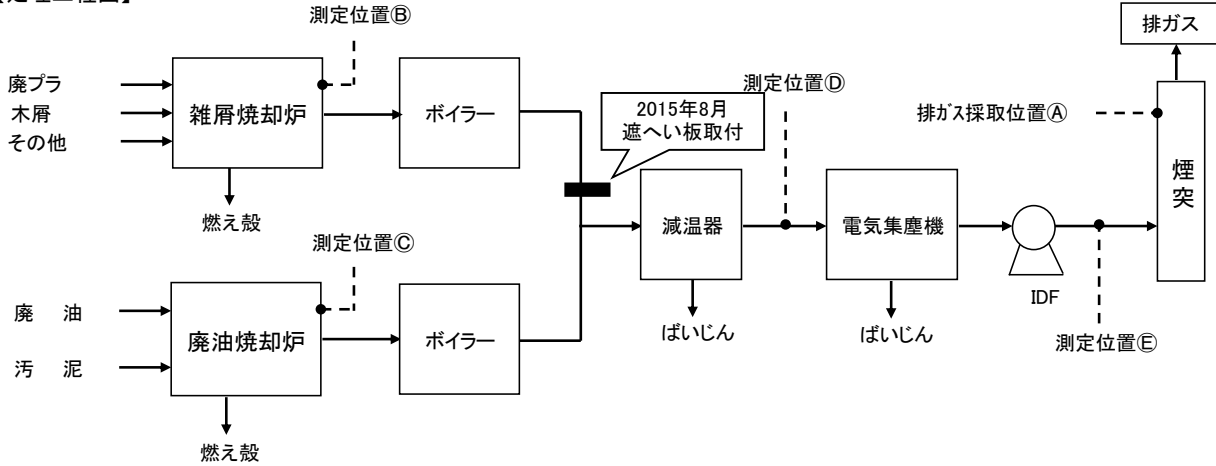 測定位置Ⓑ
排ガス
廃プラ
木屑
その他
雑屑焼却炉
ボイラー
2015年8月
遮へい板取付
測定位置Ⓓ
排ガス採取位置Ⓐ
煙突
燃え殻
減温器
電気集塵機
測定位置Ⓒ
IDF
廃 油
汚 泥
廃油焼却炉
ボイラー
ばいじん
ばいじん
測定位置Ⓔ
燃え殻